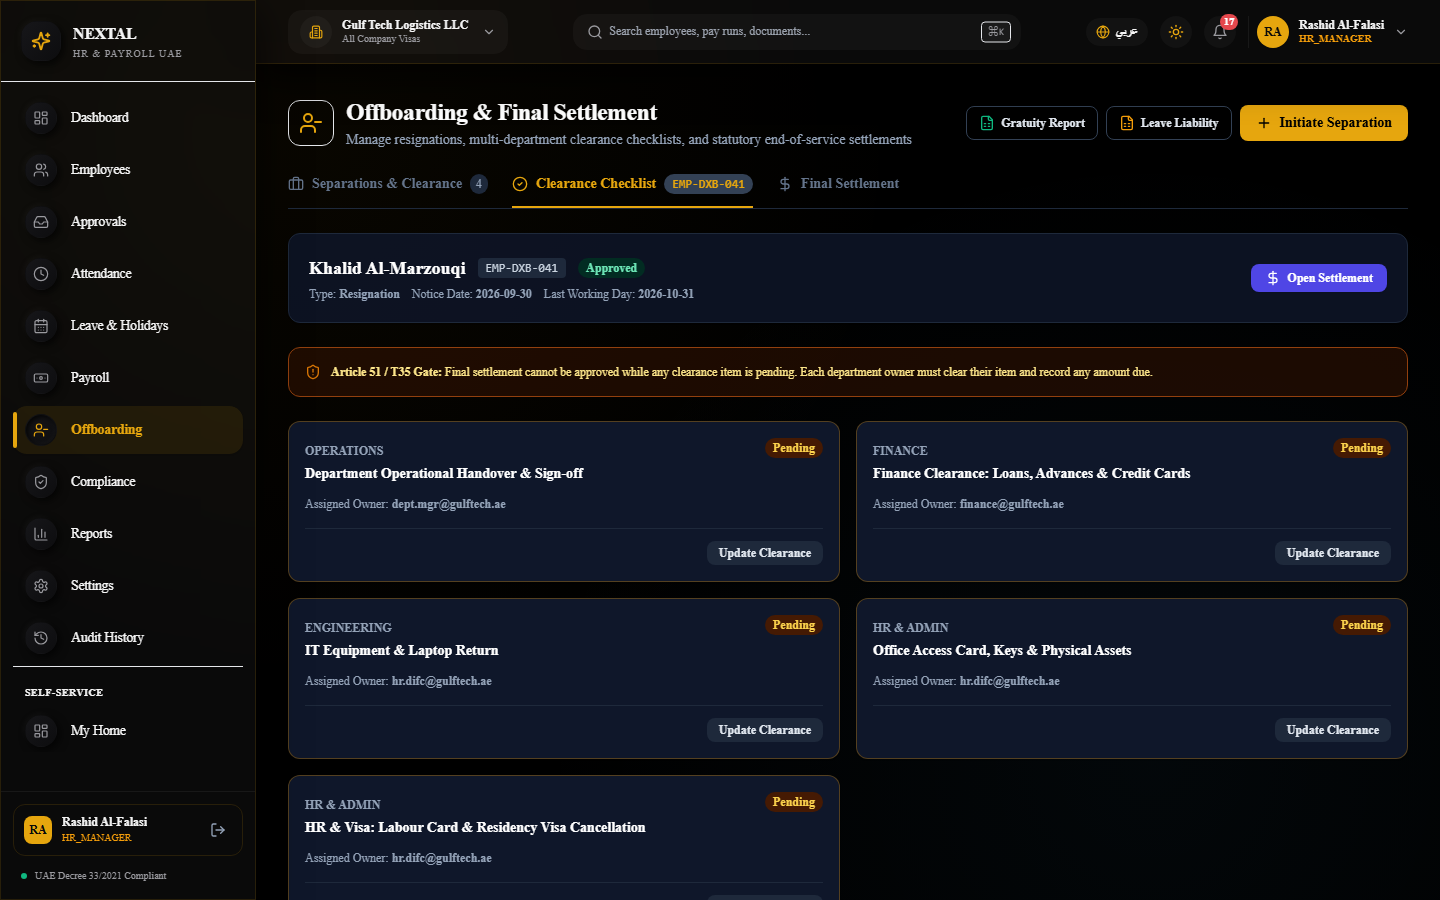 NEXTAL
HR & PAYROLL UAE
Gulf Tech Logistics LLC
All Company Visas
Search employees, pay runs, documents...
⌘K
عربي
17
RA
Rashid Al-Falasi
HR_MANAGER
Dashboard
Employees
Approvals
Attendance
Leave & Holidays
Payroll
Offboarding
Compliance
Reports
Settings
Audit History
SELF-SERVICE
My Home
RA
Rashid Al-Falasi
HR_MANAGER
UAE Decree 33/2021 Compliant
Offboarding & Final Settlement
Manage resignations, multi-department clearance checklists, and statutory end-of-service settlements
Gratuity Report
Leave Liability
Initiate Separation
Separations & Clearance 4
Clearance Checklist EMP-DXB-041
Final Settlement
Khalid Al-Marzouqi EMP-DXB-041 Approved
Type: Resignation Notice Date: 2026-09-30 Last Working Day: 2026-10-31
Open Settlement
Article 51 / T35 Gate: Final settlement cannot be approved while any clearance item is pending. Each department owner must clear their item and record any amount due.
OPERATIONS
Pending
Department Operational Handover & Sign-off
Assigned Owner: dept.mgr@gulftech.ae
Update Clearance
FINANCE
Pending
Finance Clearance: Loans, Advances & Credit Cards
Assigned Owner: finance@gulftech.ae
Update Clearance
ENGINEERING
Pending
IT Equipment & Laptop Return
Assigned Owner: hr.difc@gulftech.ae
Update Clearance
HR & ADMIN
Pending
Office Access Card, Keys & Physical Assets
Assigned Owner: hr.difc@gulftech.ae
Update Clearance
HR & ADMIN
Pending
HR & Visa: Labour Card & Residency Visa Cancellation
Assigned Owner: hr.difc@gulftech.ae